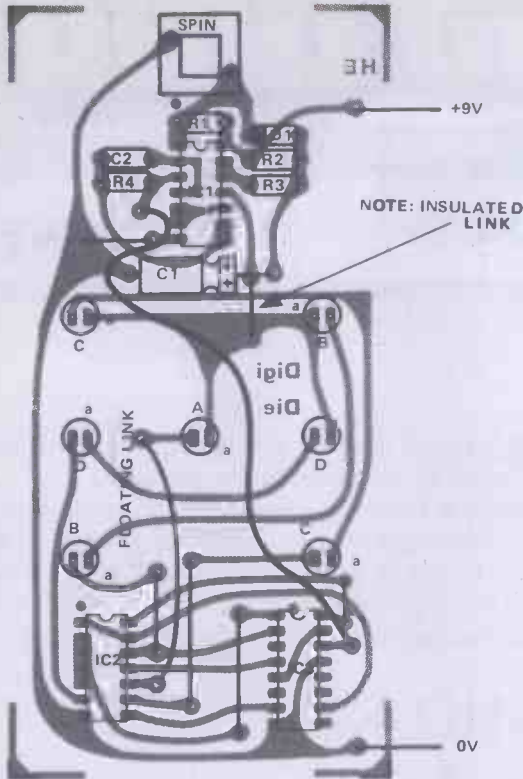 SPIN
HE
+9V
R1
C2
R2
R4
R3
NOTE: INSULATED
LINK
C1
+
a
C
B
Digi
Die
A
a
a
D
D
FLOATING LINK
B
C
a
a
IC2
0V